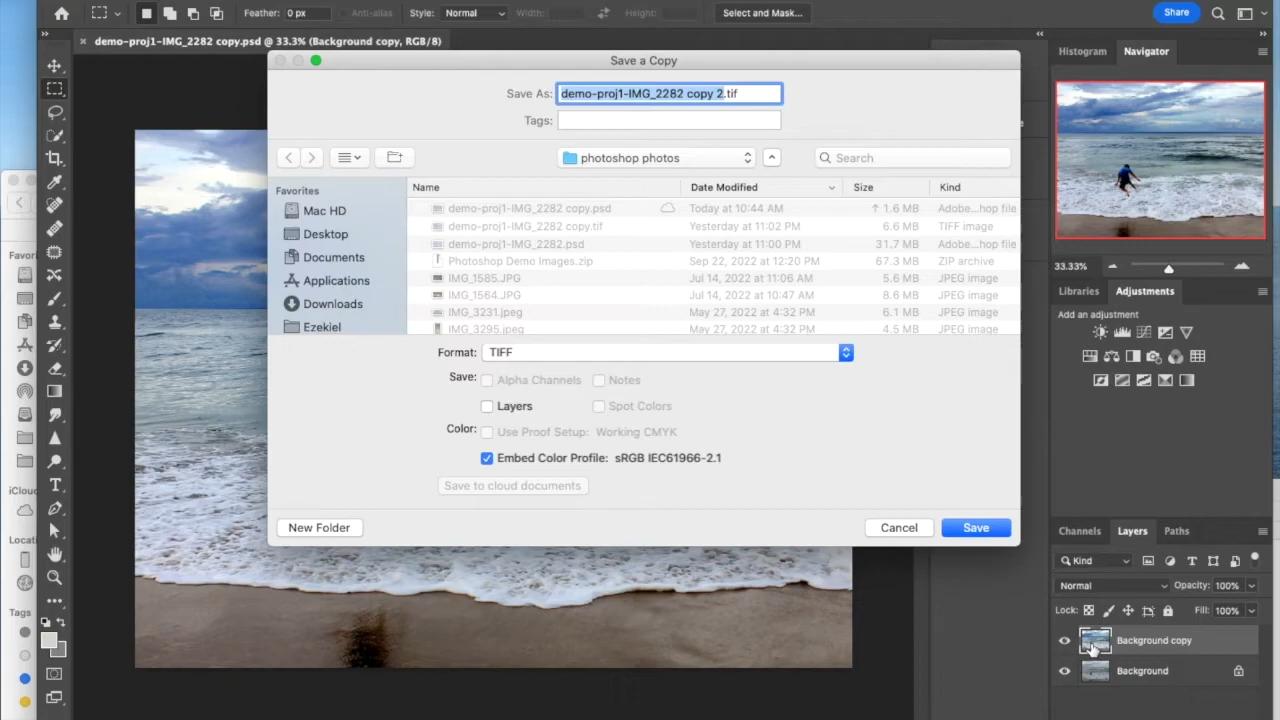 Feather: 0 px Anti-alias Style: Normal Width: Height: Select and Mask... Share
demo-proj1-IMG_2282 copy.psd @ 33.3% (Background copy, RGB/8)
Save a Copy
Save As: demo-proj1-IMG_2282 copy 2.tif
Tags:
photoshop photos
Search
Favorites
Mac HD
Desktop
Documents
Applications
Downloads
Ezekiel
Name Date Modified Size Kind
demo-proj1-IMG_2282 copy.psd Today at 10:44 AM ↑ 1.6 MB Adobe...hop file
demo-proj1-IMG_2282 copy.tif Yesterday at 11:02 PM 6.6 MB TIFF image
demo-proj1-IMG_2282.psd Yesterday at 11:00 PM 31.7 MB Adobe...hop file
Photoshop Demo Images.zip Sep 22, 2022 at 12:20 PM 67.3 MB ZIP archive
IMG_1585.JPG Jul 14, 2022 at 11:06 AM 5.6 MB JPEG image
IMG_1564.JPG Jul 14, 2022 at 10:47 AM 8.6 MB JPEG image
IMG_3231.jpeg May 27, 2022 at 4:32 PM 6.1 MB JPEG image
IMG_3295.jpeg May 27, 2022 at 4:32 PM 4.5 MB JPEG image
Format: TIFF
Save: Alpha Channels Notes
Layers Spot Colors
Color: Use Proof Setup: Working CMYK
Embed Color Profile: sRGB IEC61966-2.1
Save to cloud documents
New Folder Cancel Save
Favori
iCloud
Locati
Tags
Histogram Navigator
33.33%
Libraries Adjustments
Add an adjustment
Channels Layers Paths
Kind
Normal Opacity: 100%
Lock: Fill: 100%
Background copy
Background